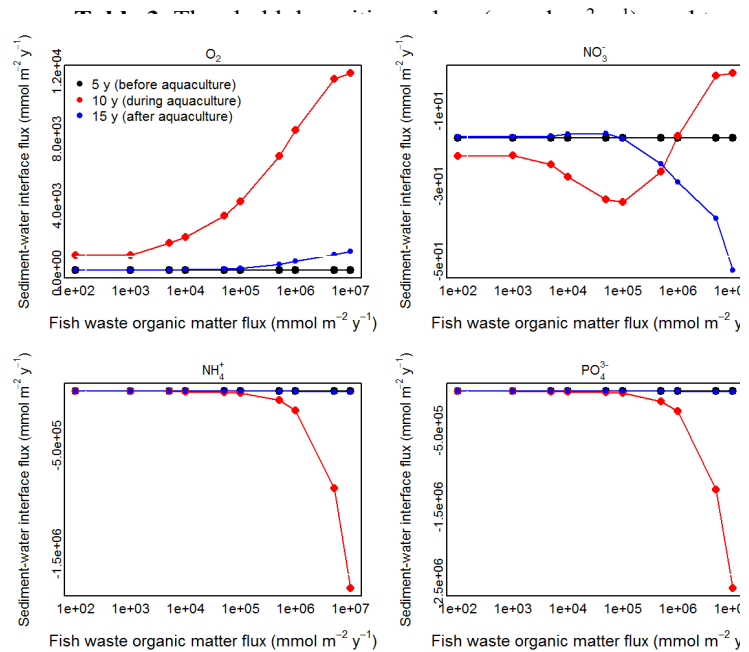 O₂
Sediment-water interface flux (mmol m⁻² y⁻¹)
0.0e+00 4.0e+03 8.0e+03 1.2e+04
5 y (before aquaculture)
10 y (during aquaculture)
15 y (after aquaculture)
1e+02 1e+03 1e+04 1e+05 1e+06 1e+07
Fish waste organic matter flux (mmol m⁻² y⁻¹)
NO₃⁻
Sediment-water interface flux (mmol m⁻² y⁻¹)
-5e+01 -3e+01 -1e+01
1e+02 1e+03 1e+04 1e+05 1e+06 1e+0
Fish waste organic matter flux (mmol m⁻² y⁻¹)
NH₄⁺
Sediment-water interface flux (mmol m⁻² y⁻¹)
-1.5e+06 -5.0e+05
1e+02 1e+03 1e+04 1e+05 1e+06 1e+07
Fish waste organic matter flux (mmol m⁻² y⁻¹)
PO₄³⁻
Sediment-water interface flux (mmol m⁻² y⁻¹)
-2.5e+06 -1.5e+06 -5.0e+05
1e+02 1e+03 1e+04 1e+05 1e+06 1e+0
Fish waste organic matter flux (mmol m⁻² y⁻¹)